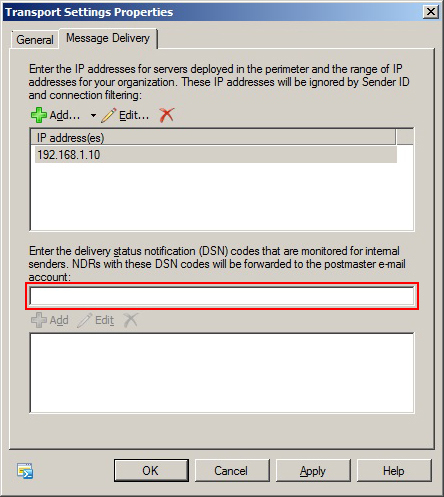 Transport Settings Properties
General Message Delivery
Enter the IP addresses for servers deployed in the perimeter and the range of IP
addresses for your organization. These IP addresses will be ignored by Sender ID
and connection filtering:
Add... Edit...
IP address(es)
192.168.1.10
Enter the delivery status notification (DSN) codes that are monitored for internal
senders. NDRs with these DSN codes will be forwarded to the postmaster e-mail
account:
Add Edit
OK Cancel Apply Help